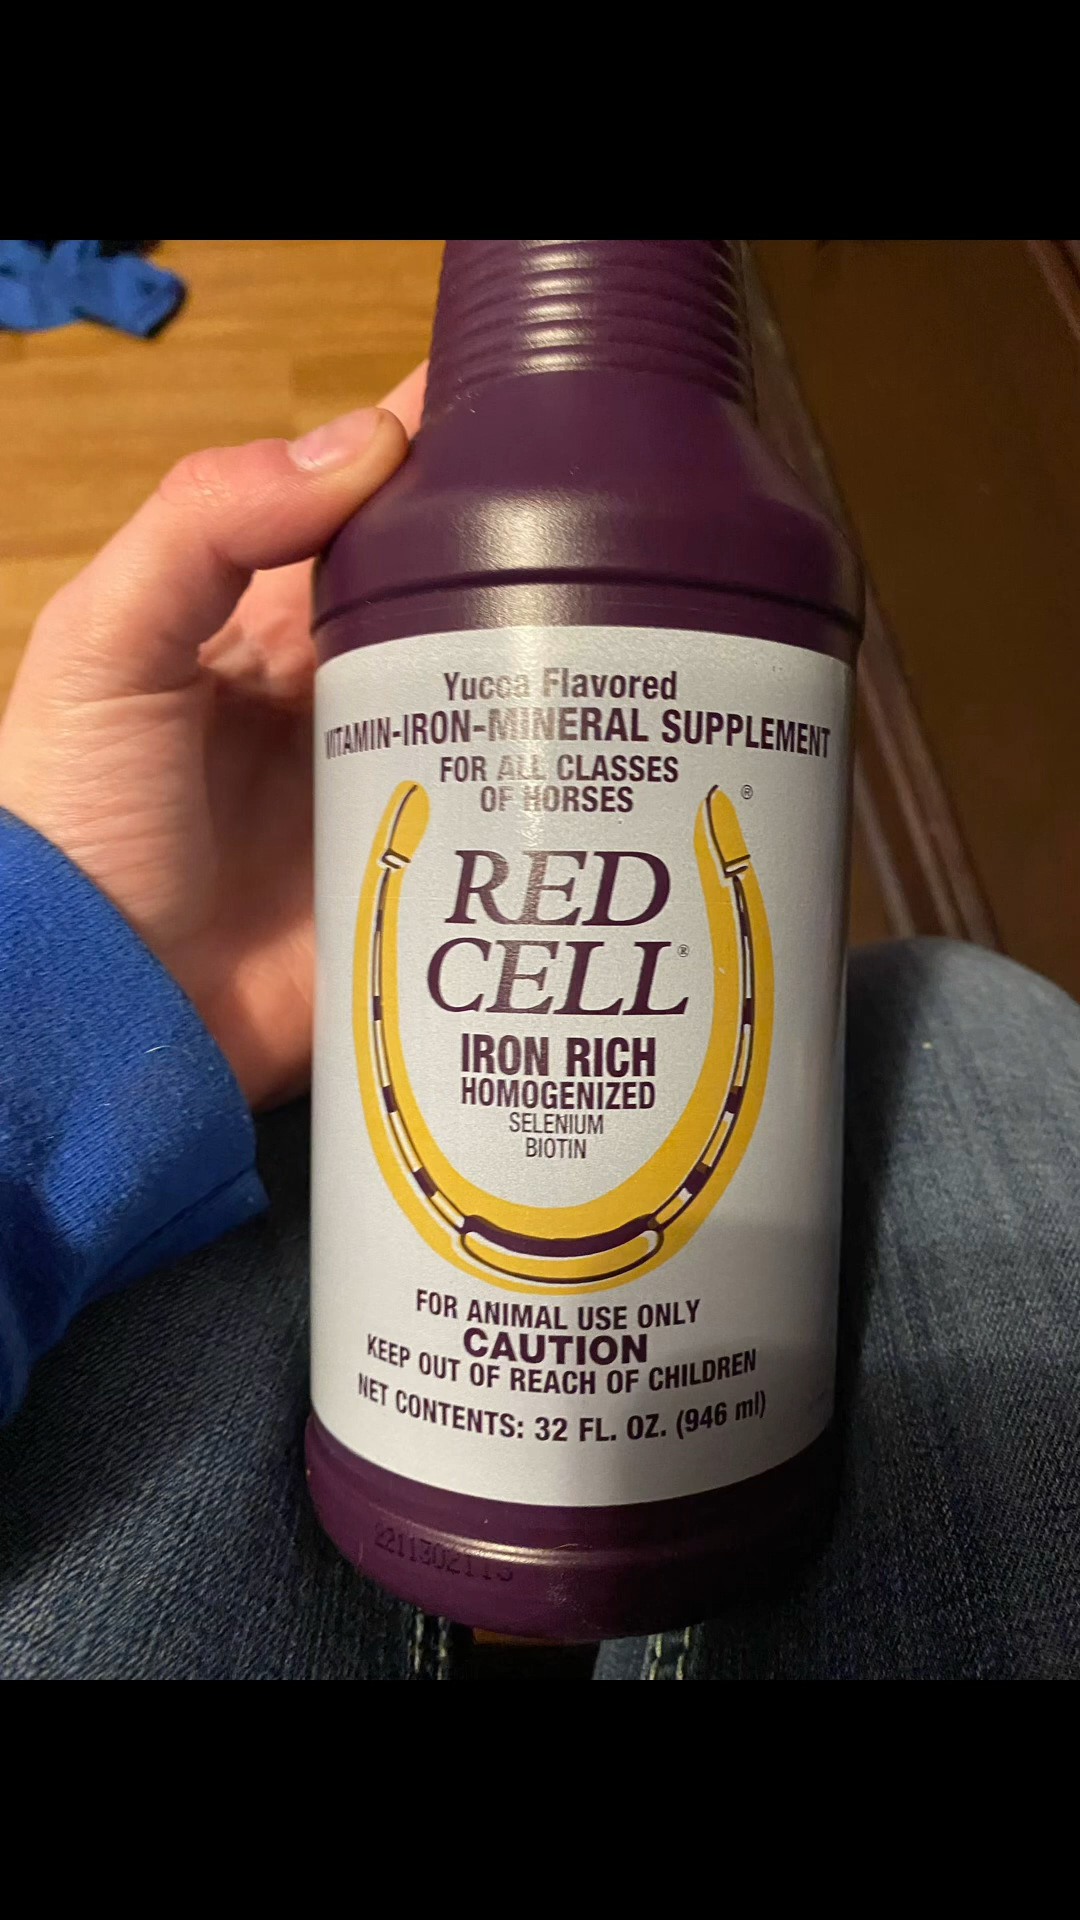 Yucca Flavored
VITAMIN-IRON-MINERAL SUPPLEMENT
FOR ALL CLASSES
OF HORSES
®
RED
CELL®
IRON RICH
HOMOGENIZED
SELENIUM
BIOTIN
FOR ANIMAL USE ONLY
CAUTION
KEEP OUT OF REACH OF CHILDREN
NET CONTENTS: 32 FL. OZ. (946 ml)